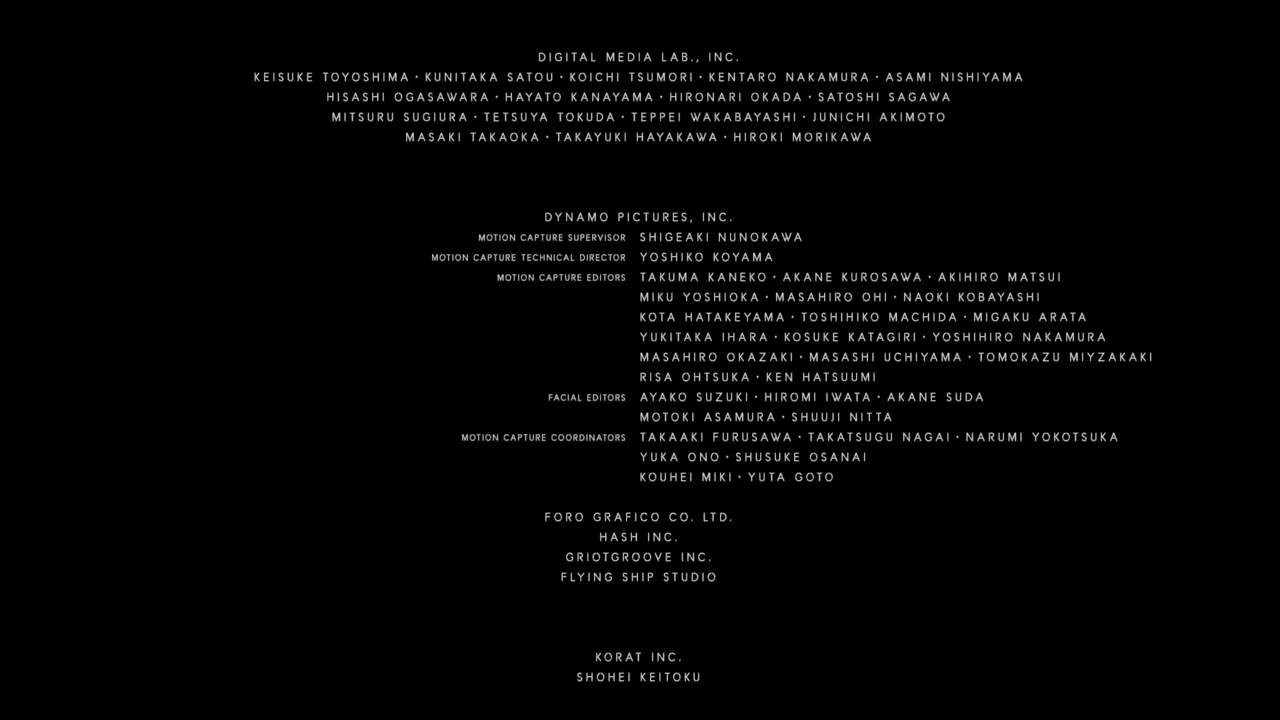 DIGITAL MEDIA LAB., INC.
KEISUKE TOYOSHIMA · KUNITAKA SATOU · KOICHI TSUMORI · KENTARO NAKAMURA · ASAMI NISHIYAMA
HISASHI OGASAWARA · HAYATO KANAYAMA · HIRONARI OKADA · SATOSHI SAGAWA
MITSURU SUGIURA · TETSUYA TOKUDA · TEPPEI WAKABAYASHI · JUNICHI AKIMOTO
MASAKI TAKAOKA · TAKAYUKI HAYAKAWA · HIROKI MORIKAWA
DYNAMO PICTURES, INC.
MOTION CAPTURE SUPERVISOR SHIGEAKI NUNOKAWA
MOTION CAPTURE TECHNICAL DIRECTOR YOSHIKO KOYAMA
MOTION CAPTURE EDITORS TAKUMA KANEKO · AKANE KUROSAWA · AKIHIRO MATSUI
MIKU YOSHIOKA · MASAHIRO OHI · NAOKI KOBAYASHI
KOTA HATAKEYAMA · TOSHIHIKO MACHIDA · MIGAKU ARATA
YUKITAKA IHARA · KOSUKE KATAGIRI · YOSHIHIRO NAKAMURA
MASAHIRO OKAZAKI · MASASHI UCHIYAMA · TOMOKAZU MIYZAKAKI
RISA OHTSUKA · KEN HATSUUMI
FACIAL EDITORS AYAKO SUZUKI · HIROMI IWATA · AKANE SUDA
MOTOKI ASAMURA · SHUUJI NITTA
MOTION CAPTURE COORDINATORS TAKAAKI FURUSAWA · TAKATSUGU NAGAI · NARUMI YOKOTSUKA
YUKA ONO · SHUSUKE OSANAI
KOUHEI MIKI · YUTA GOTO
FORO GRAFICO CO. LTD.
HASH INC.
GRIOTGROOVE INC.
FLYING SHIP STUDIO
KORAT INC.
SHOHEI KEITOKU